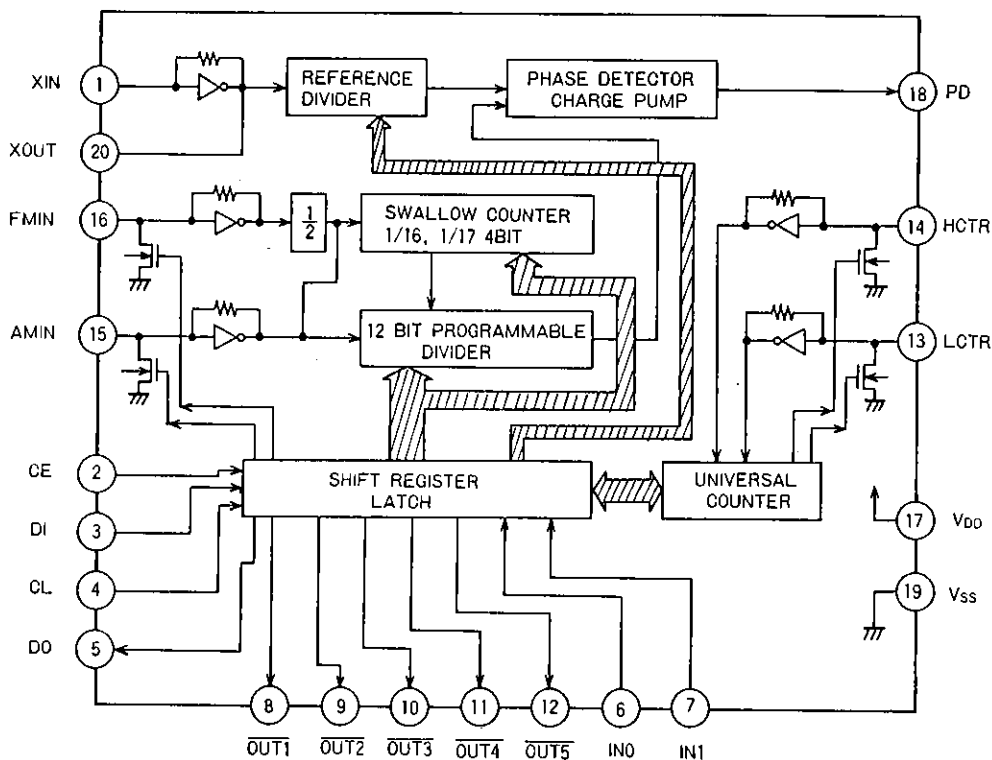 XIN
1
REFERENCE
DIVIDER
PHASE DETECTOR
CHARGE PUMP
18
PD
XOUT
20
FMIN
16
1
2
SWALLOW COUNTER
1/16, 1/17 4BIT
14
HCTR
AMIN
15
12 BIT PROGRAMMABLE
DIVIDER
13
LCTR
CE
2
SHIFT REGISTER
LATCH
UNIVERSAL
COUNTER
DI
3
17
VDD
CL
4
19
VSS
DO
5
8
9
10
11
12
6
7
OUT1
OUT2
OUT3
OUT4
OUT5
IN0
IN1